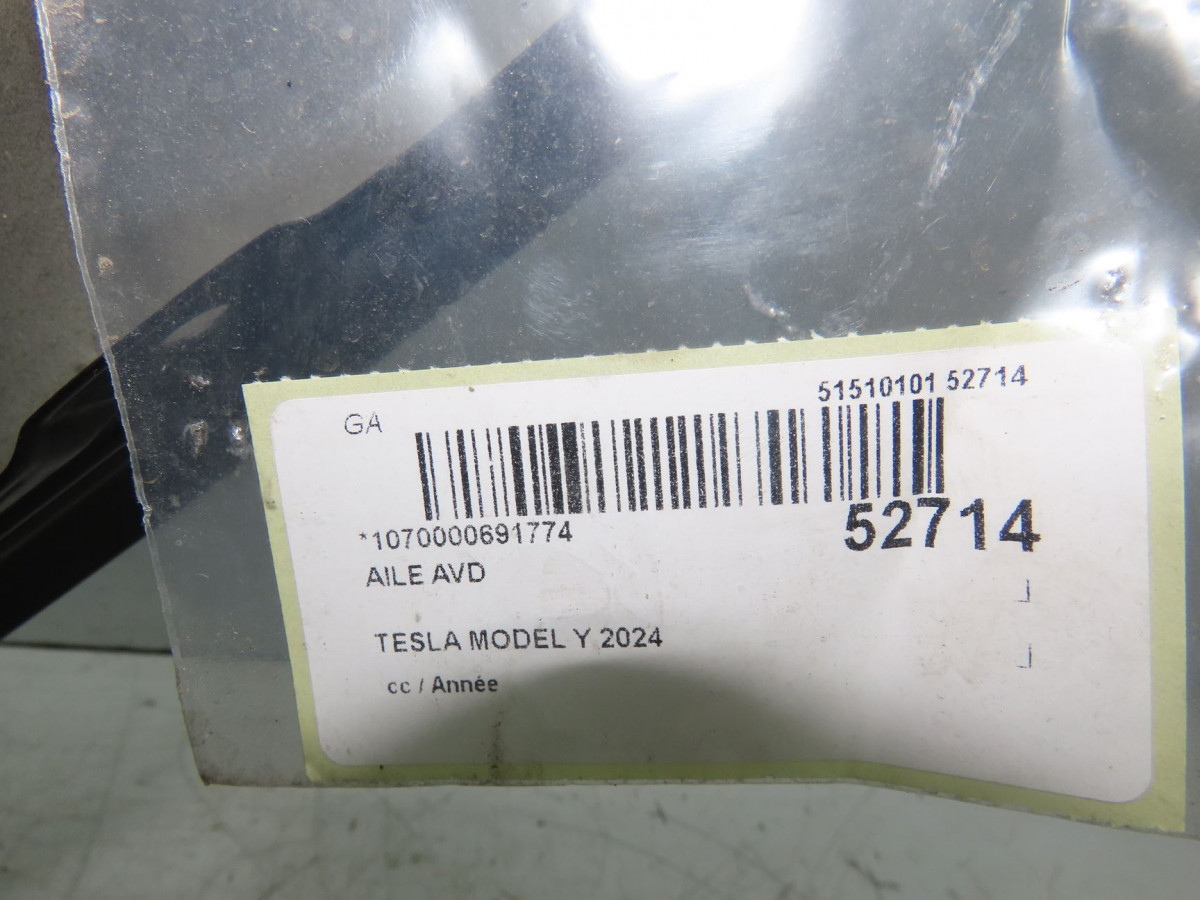 GA
51510101 52714
*1070000691774
52714
AILE AVD
TESLA MODEL Y 2024
cc / Année